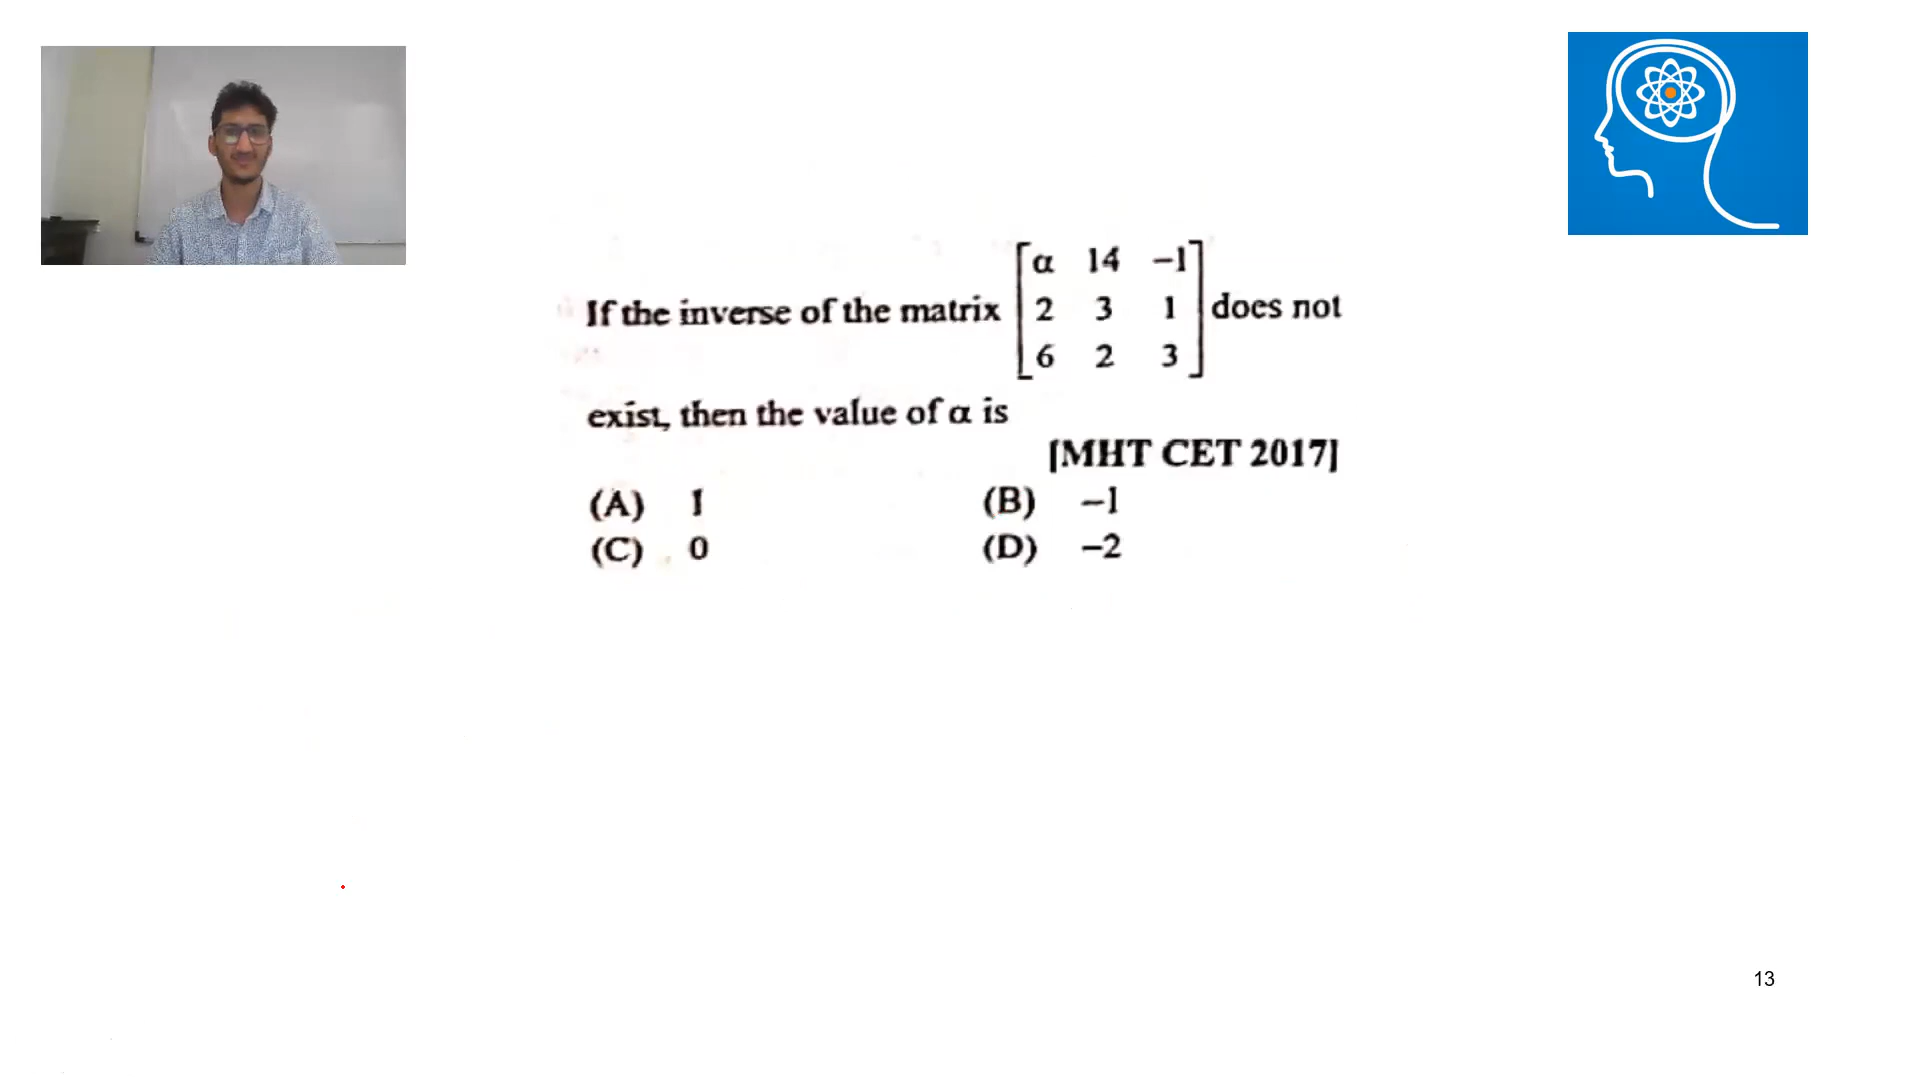 If the inverse of the matrix [α 14 −1
2 3 1
6 2 3] does not
exist, then the value of α is
[MHT CET 2017]
(A) 1 (B) −1
(C) 0 (D) −2
13